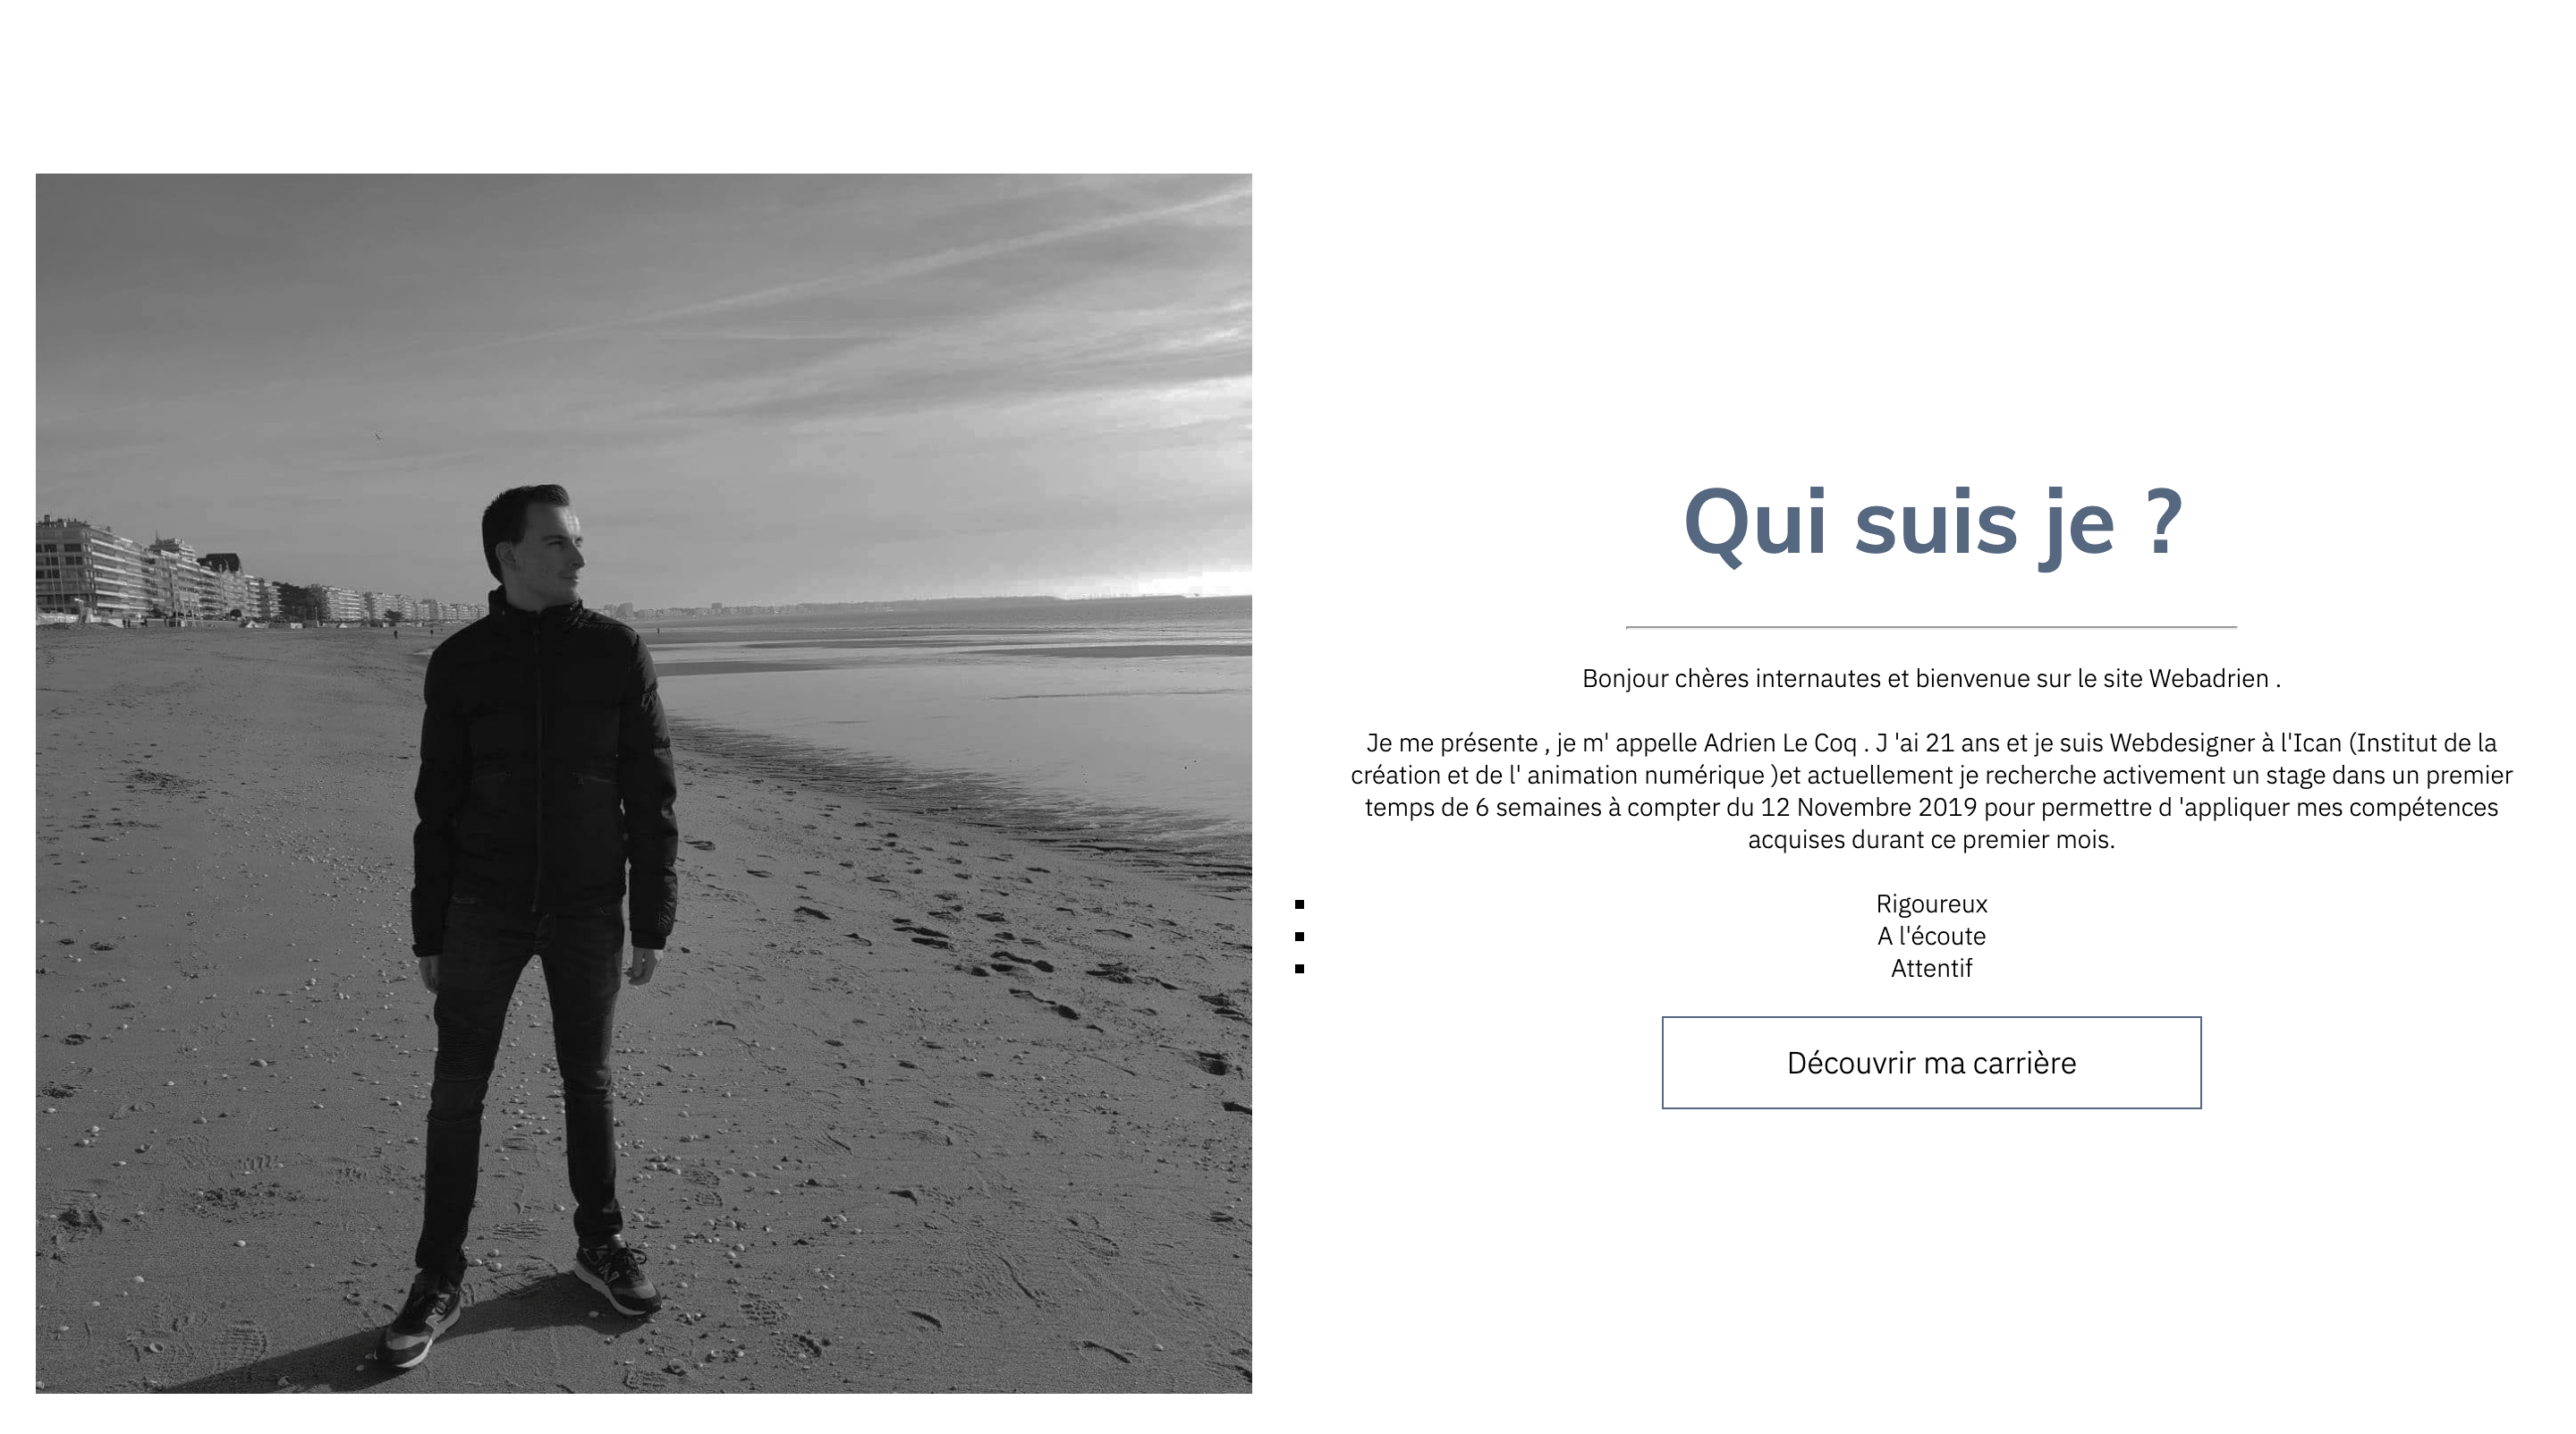 Qui suis je ?
Bonjour chères internautes et bienvenue sur le site Webadrien .
Je me présente , je m' appelle Adrien Le Coq . J 'ai 21 ans et je suis Webdesigner à l'Ican (Institut de la
création et de l' animation numérique )et actuellement je recherche activement un stage dans un premier
temps de 6 semaines à compter du 12 Novembre 2019 pour permettre d 'appliquer mes compétences
acquises durant ce premier mois.
Rigoureux
A l'écoute
Attentif
Découvrir ma carrière